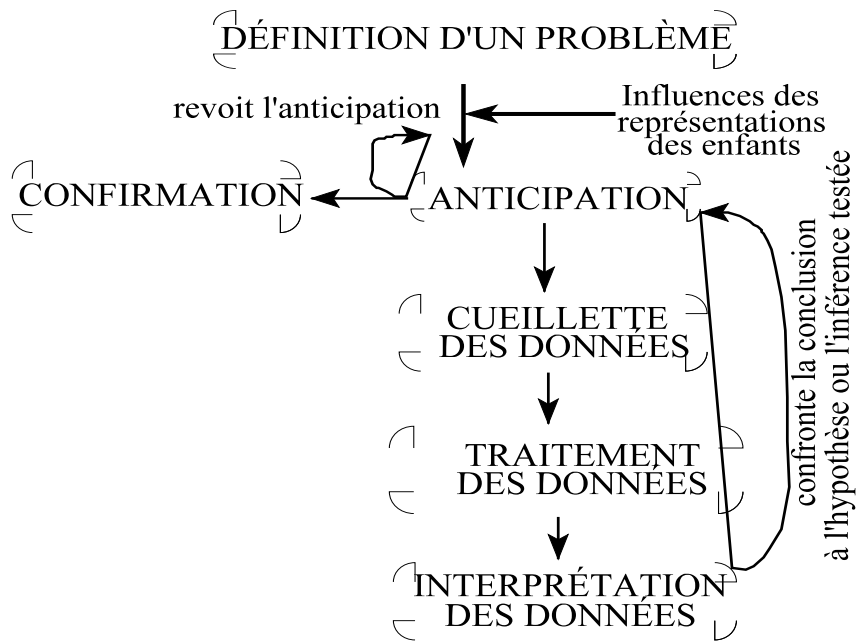 DÉFINITION D'UN PROBLÈME
revoit l'anticipation
Influences des
représentations
des enfants
CONFIRMATION
ANTICIPATION
CUEILLETTE
DES DONNÉES
TRAITEMENT
DES DONNÉES
INTERPRÉTATION
DES DONNÉES
confronte la conclusion
à l'hypothèse ou l'inférence testée